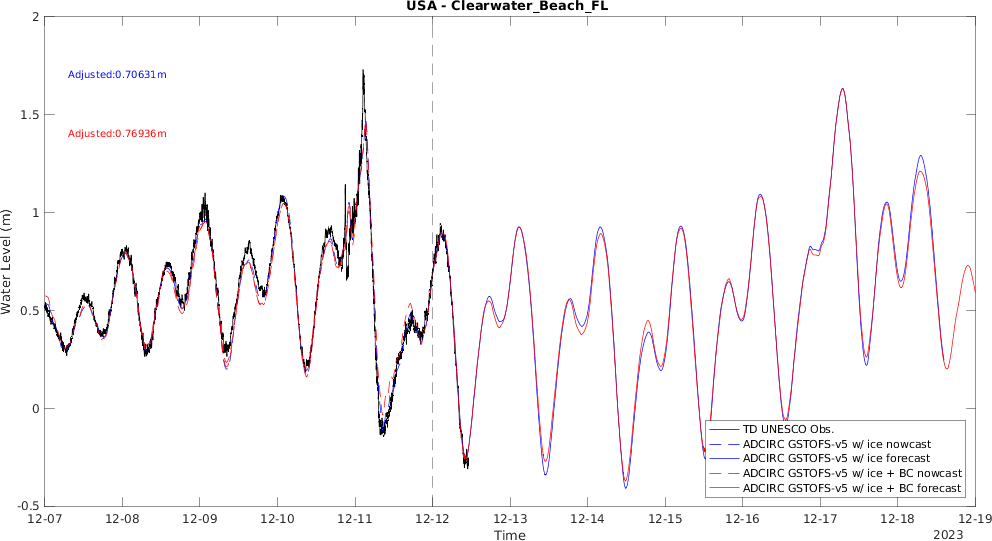 USA - Clearwater_Beach_FL
2
1.5
1
0.5
0
-0.5
Water Level (m)
Adjusted:0.70631m
Adjusted:0.76936m
TD UNESCO Obs.
ADCIRC GSTOFS-v5 w/ ice nowcast
ADCIRC GSTOFS-v5 w/ ice forecast
ADCIRC GSTOFS-v5 w/ ice + BC nowcast
ADCIRC GSTOFS-v5 w/ ice + BC forecast
12-07 12-08 12-09 12-10 12-11 12-12 12-13 12-14 12-15 12-16 12-17 12-18 12-19
Time
2023